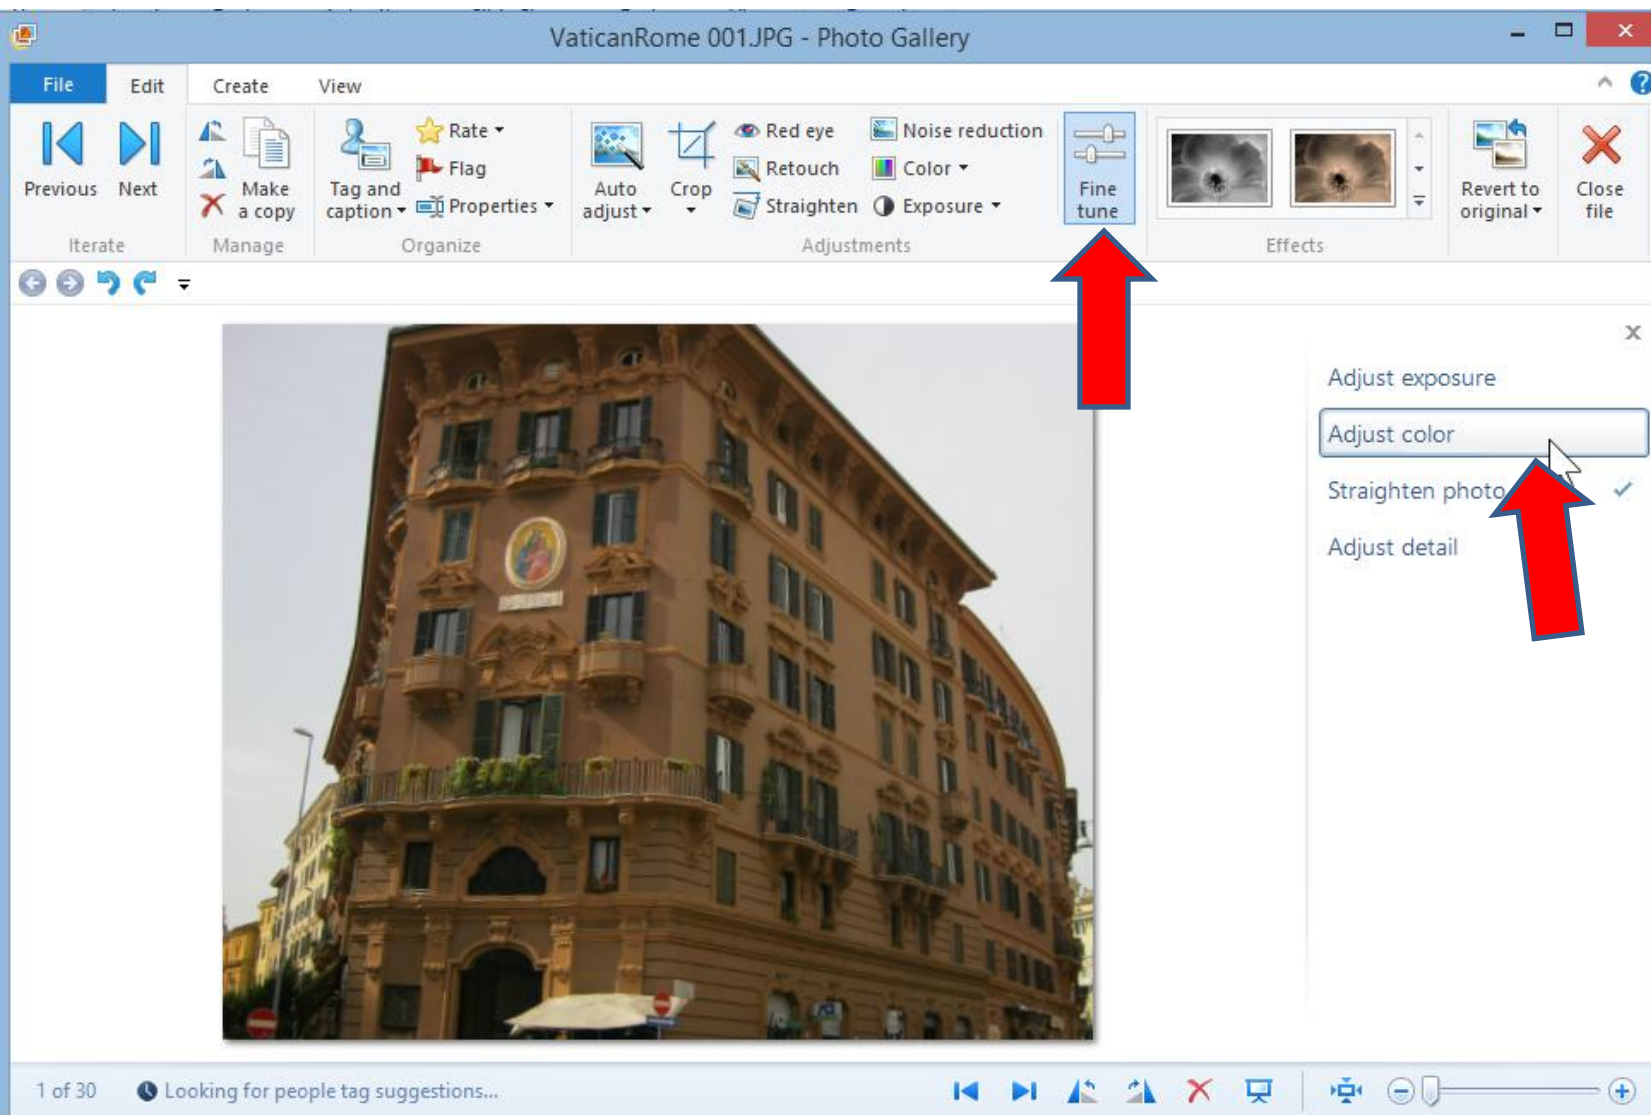 VaticanRome 001.JPG - Photo Gallery
File Edit Create View
Previous
Next
Make
a copy
Tag and
caption
Rate
Flag
Properties
Auto
adjust
Crop
Red eye
Retouch
Straighten
Noise reduction
Color
Exposure
Fine
tune
Revert to
original
Close
file
Iterate Manage Organize Adjustments Effects
Adjust exposure
Adjust color
Straighten photo
Adjust detail
1 of 30 Looking for people tag suggestions...